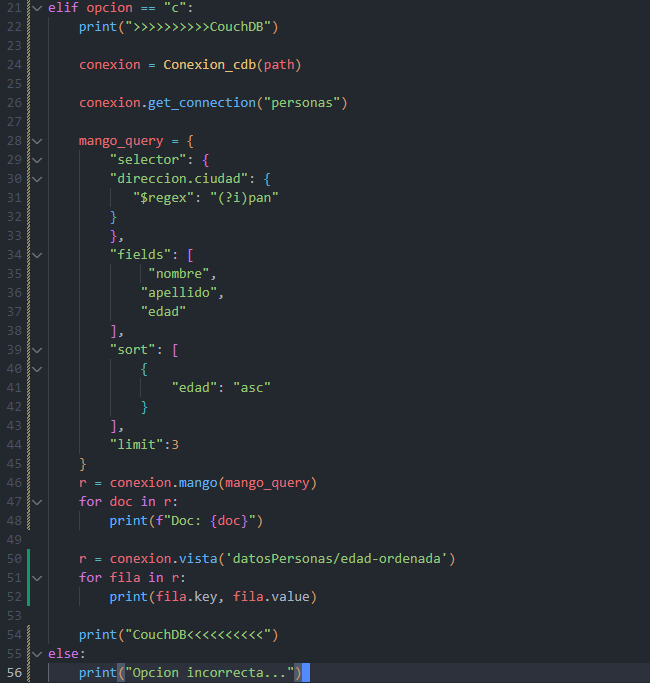 21 elif opcion == "c":
22     print(">>>>>>>>>>CouchDB")
23
24     conexion = Conexion_cdb(path)
25
26     conexion.get_connection("personas")
27
28     mango_query = {
29         "selector": {
30         "direccion.ciudad": {
31            "$regex": "(?i)pan"
32         }
33         },
34         "fields": [
35              "nombre",
36             "apellido",
37             "edad"
38         ],
39         "sort": [
40             {
41                 "edad": "asc"
42             }
43         ],
44         "limit":3
45     }
46     r = conexion.mango(mango_query)
47     for doc in r:
48         print(f"Doc: {doc}")
49
50     r = conexion.vista('datosPersonas/edad-ordenada')
51     for fila in r:
52         print(fila.key, fila.value)
53
54     print("CouchDB<<<<<<<<<<")
55 else:
56     print("Opcion incorrecta...")